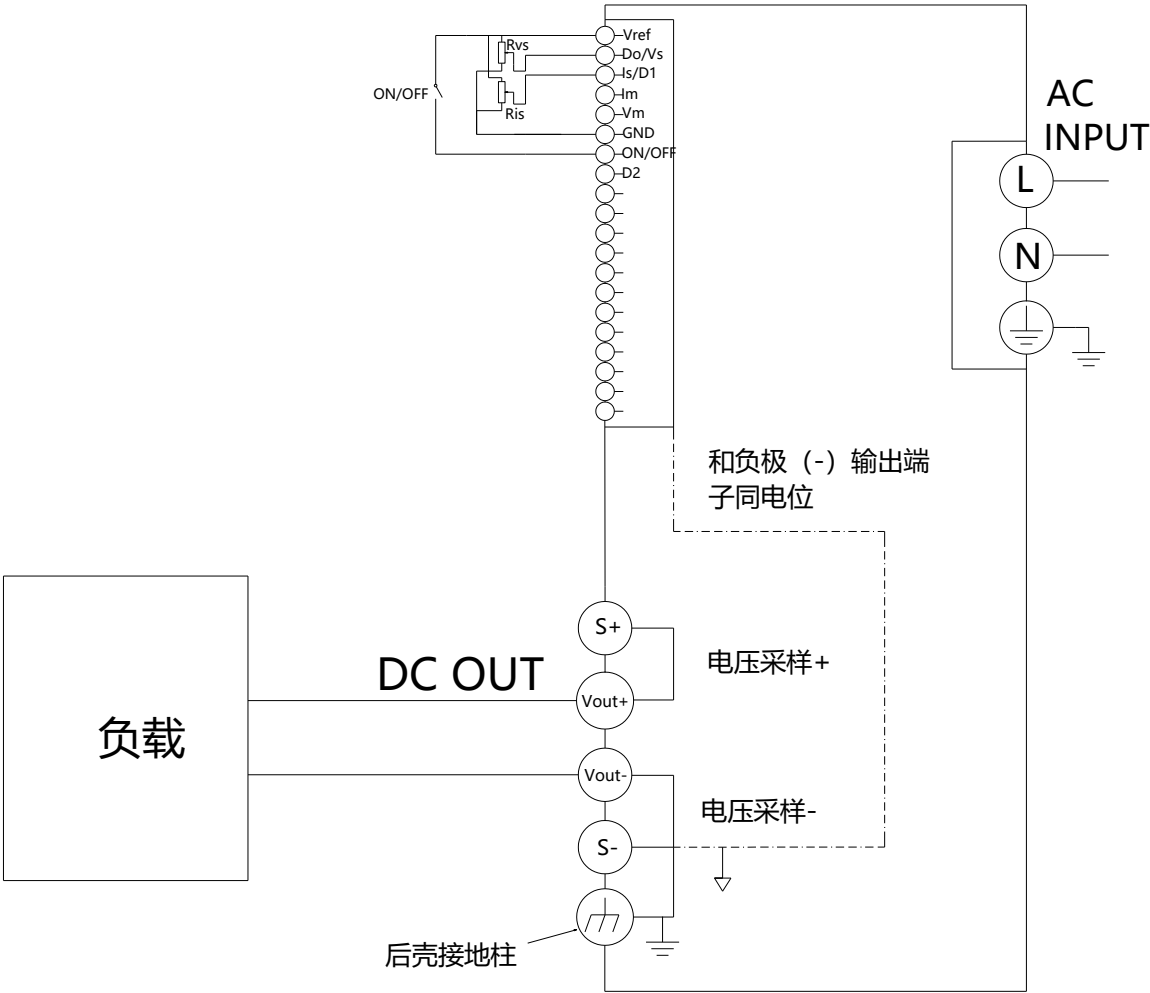 Vref
Rvs
Do/Vs
Is/D1
ON/OFF
Im
Ris
Vm
GND
ON/OFF
D2
AC
INPUT
L
N
和负极（-）输出端
子同电位
S+
电压采样+
DC OUT
Vout+
负载
Vout-
电压采样-
S-
后壳接地柱